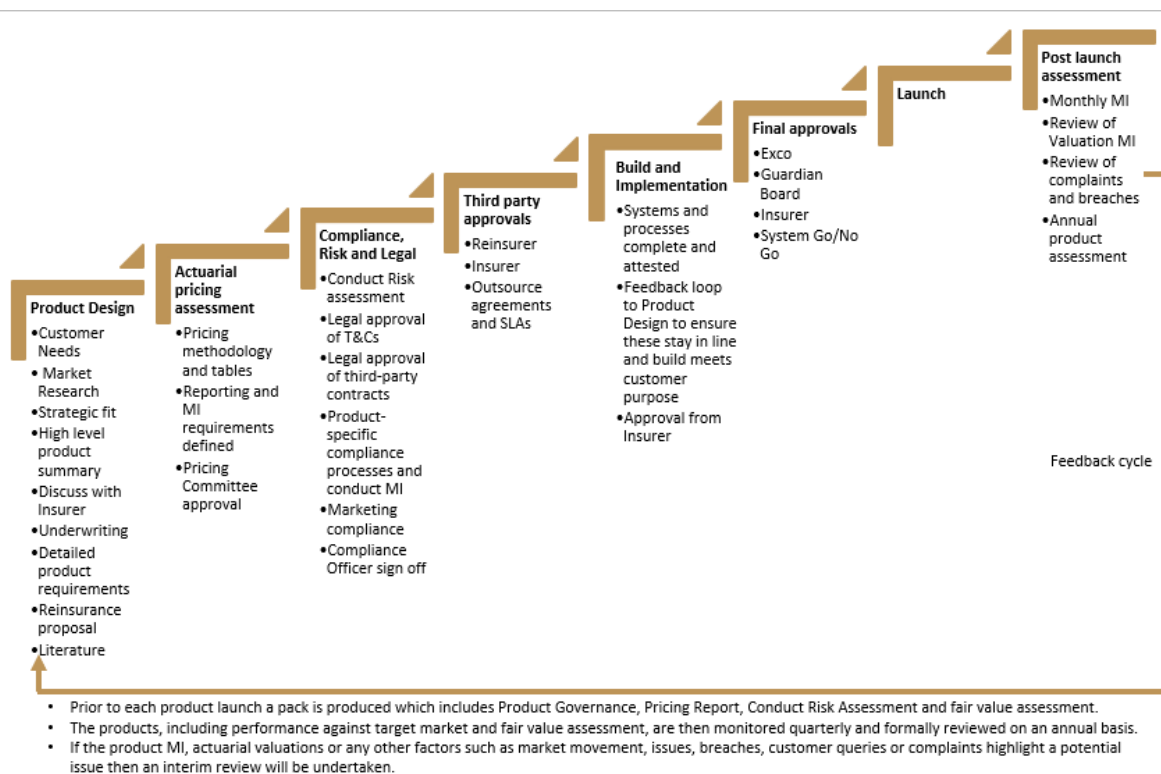 Product Design
•Customer
Needs
• Market
Research
•Strategic fit
•High level
product
summary
•Discuss with
Insurer
•Underwriting
•Detailed
product
requirements
•Reinsurance
proposal
•Literature
Actuarial
pricing
assessment
•Pricing
methodology
and tables
•Reporting and
MI
requirements
defined
•Pricing
Committee
approval
Compliance,
Risk and Legal
•Conduct Risk
assessment
•Legal approval
of T&Cs
•Legal approval
of third-party
contracts
•Product-
specific
compliance
processes and
conduct MI
•Marketing
compliance
•Compliance
Officer sign off
Third party
approvals
•Reinsurer
•Insurer
•Outsource
agreements
and SLAs
Build and
Implementation
•Systems and
processes
complete and
attested
•Feedback loop
to Product
Design to ensure
these stay in line
and build meets
customer
purpose
•Approval from
Insurer
Final approvals
•Exco
•Guardian
Board
•Insurer
•System Go/No
Go
Launch
Post launch
assessment
•Monthly MI
•Review of
Valuation MI
•Review of
complaints
and breaches
•Annual
product
assessment
Feedback cycle
• Prior to each product launch a pack is produced which includes Product Governance, Pricing Report, Conduct Risk Assessment and fair value assessment.
• The products, including performance against target market and fair value assessment, are then monitored quarterly and formally reviewed on an annual basis.
• If the product MI, actuarial valuations or any other factors such as market movement, issues, breaches, customer queries or complaints highlight a potential
issue then an interim review will be undertaken.